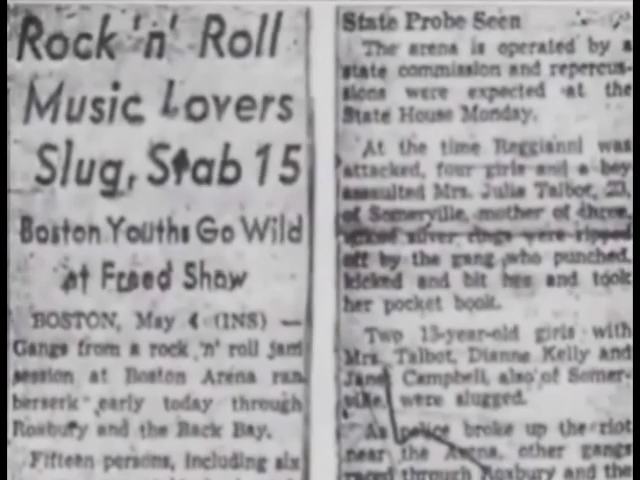 Rock 'n' Roll
Music Lovers
Slug, Stab 15
Boston Youths Go Wild
at Freed Show
BOSTON, May 4 (INS) —
Gangs from a rock 'n' roll jam
session at Boston Arena ran
berserk early today through
Roxbury and the Back Bay.
Fifteen persons, including six
State Probe Seen
The arena is operated by a
state commission and repercus-
sions were expected at the
State House Monday.
At the time Reggianni was
attacked, four girls and a boy
assaulted Mrs. Julia Talbot, 23,
of Somerville, mother of three.
silver rings were ripped
off by the gang who punched,
kicked and bit her and took
her pocket book.
Two 13-year-old girls with
Mrs. Talbot, Dianne Kelly and
Janet Campbell, also of Somer-
ville, were slugged.
As police broke up the riot
near the Arena, other gangs
raced through Roxbury and the